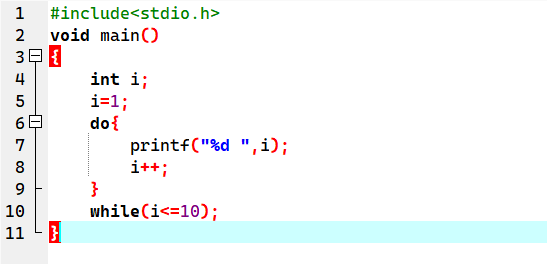 1 #include<stdio.h>
2 void main()
3 {
4     int i;
5     i=1;
6     do{
7         printf("%d ",i);
8         i++;
9     }
10     while(i<=10);
11 }